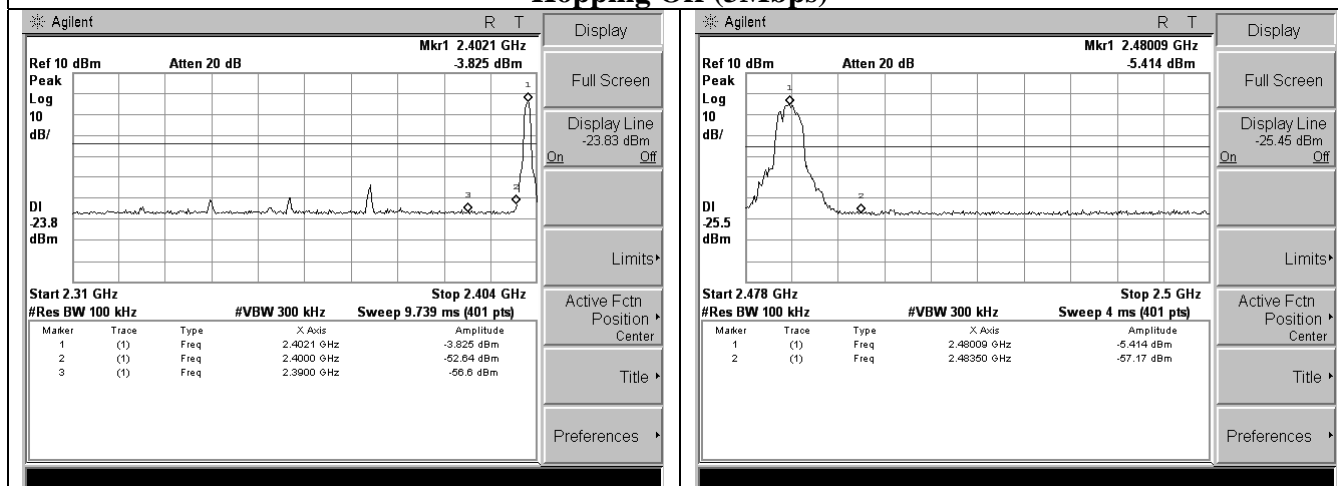 Hopping Off (3Mbps)
Agilent R T
Mkr1 2.4021 GHz
Ref 10 dBm Atten 20 dB -3.825 dBm
Peak
Log
10
dB/
1
3
2
DI
-23.8
dBm
Start 2.31 GHz Stop 2.404 GHz
#Res BW 100 kHz #VBW 300 kHz Sweep 9.739 ms (401 pts)
Marker Trace Type X Axis Amplitude
1 (1) Freq 2.4021 GHz -3.825 dBm
2 (1) Freq 2.4000 GHz -52.64 dBm
3 (1) Freq 2.3900 GHz -56.6 dBm
Display
Full Screen
Display Line
-23.83 dBm
On Off
Limits
Active Fctn
Position
Center
Title
Preferences
Agilent R T
Mkr1 2.48009 GHz
Ref 10 dBm Atten 20 dB -5.414 dBm
Peak
Log
10
dB/
1
2
DI
-25.5
dBm
Start 2.478 GHz Stop 2.5 GHz
#Res BW 100 kHz #VBW 300 kHz Sweep 4 ms (401 pts)
Marker Trace Type X Axis Amplitude
1 (1) Freq 2.48009 GHz -5.414 dBm
2 (1) Freq 2.48350 GHz -57.17 dBm
Display
Full Screen
Display Line
-25.45 dBm
On Off
Limits
Active Fctn
Position
Center
Title
Preferences